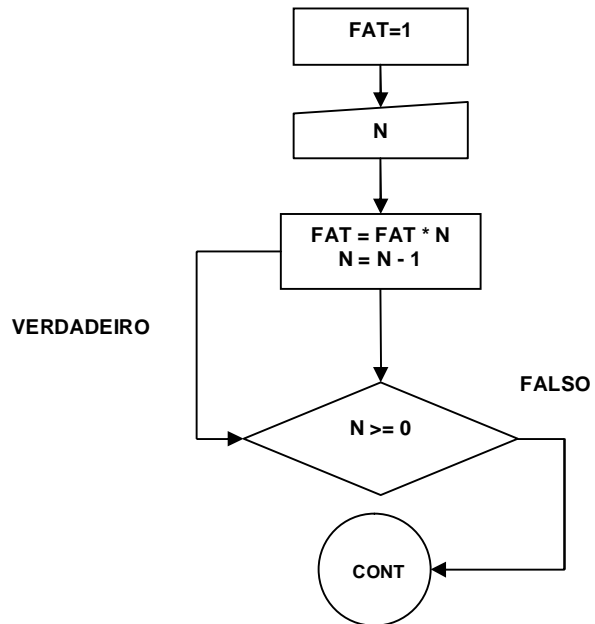 FAT=1
N
FAT = FAT * N
N = N - 1
VERDADEIRO
FALSO
N >= 0
CONT